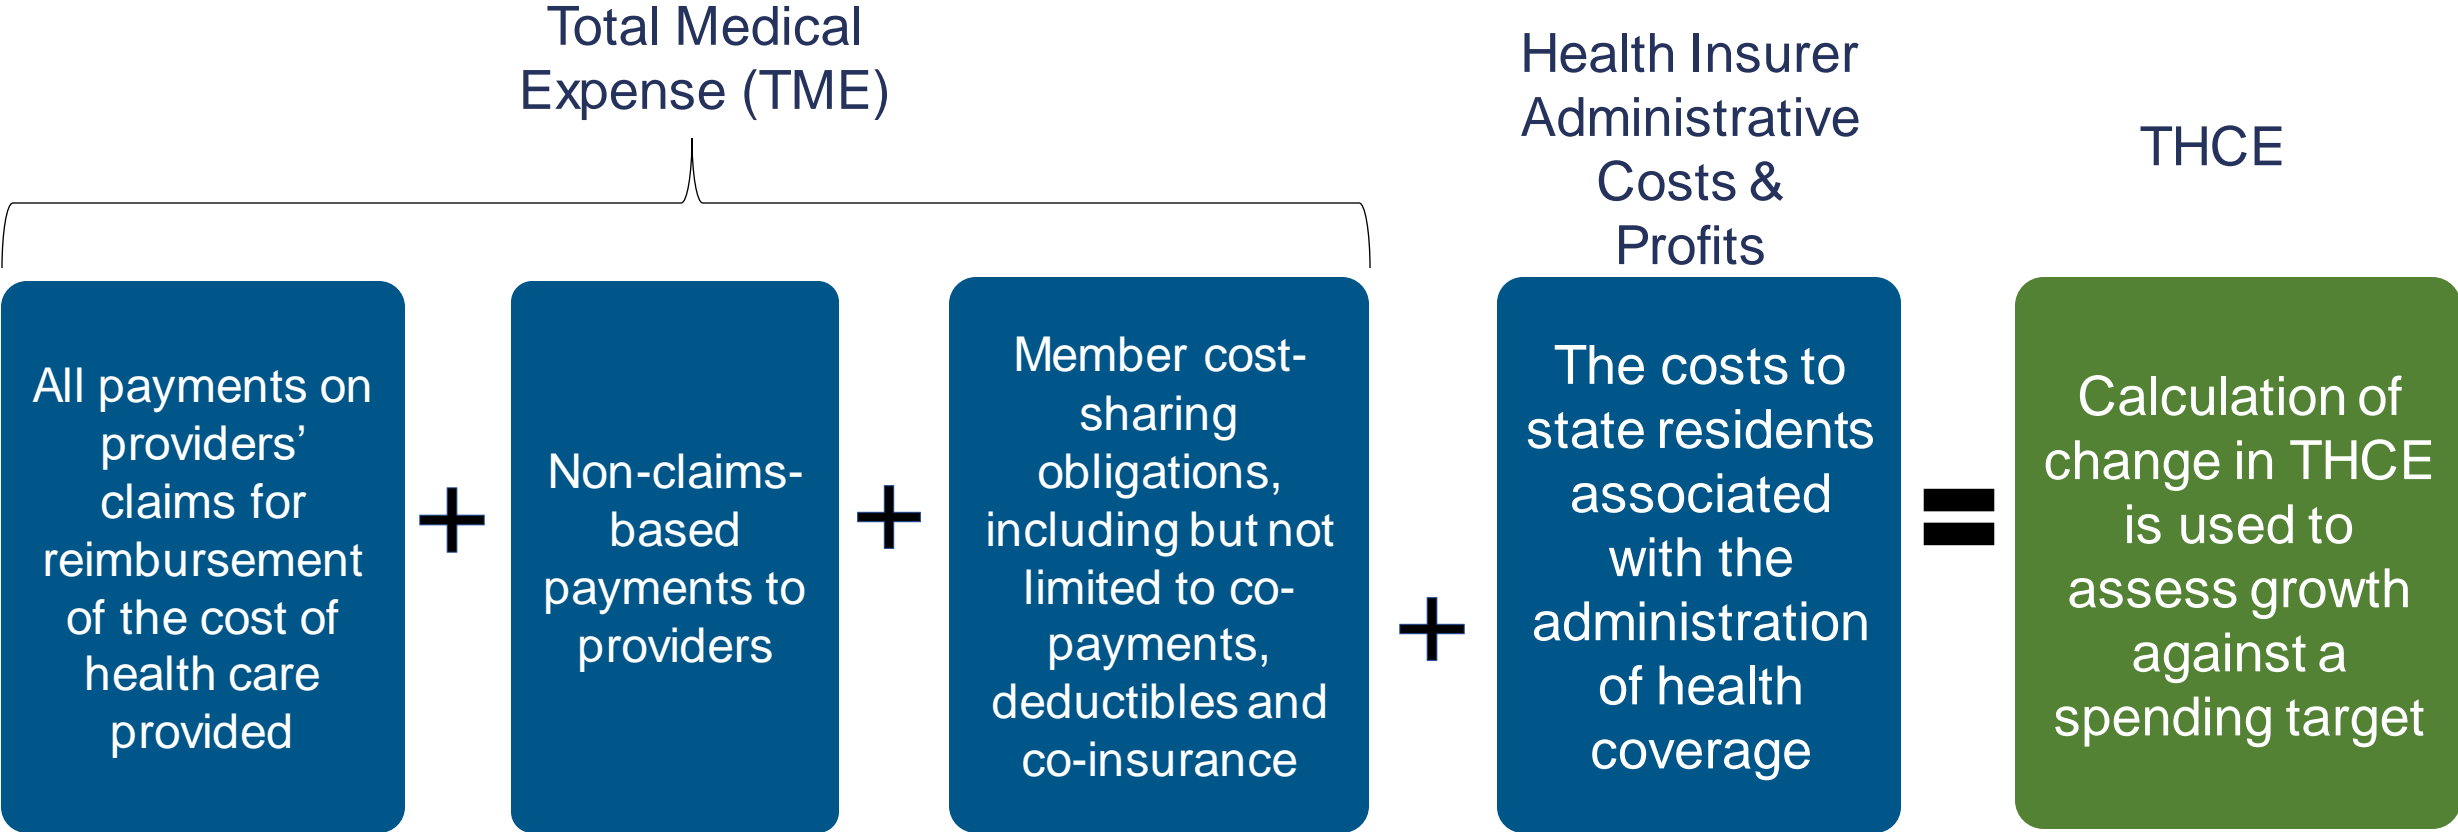 Total Medical
Expense (TME)
Health Insurer
Administrative
Costs &
Profits
THCE
All payments on
providers’
claims for
reimbursement
of the cost of
health care
provided
+
Non-claims-
based
payments to
providers
+
Member cost-
sharing
obligations,
including but not
limited to co-
payments,
deductibles and
co-insurance
+
The costs to
state residents
associated
with the
administration
of health
coverage
=
Calculation of
change in THCE
is used to
assess growth
against a
spending target